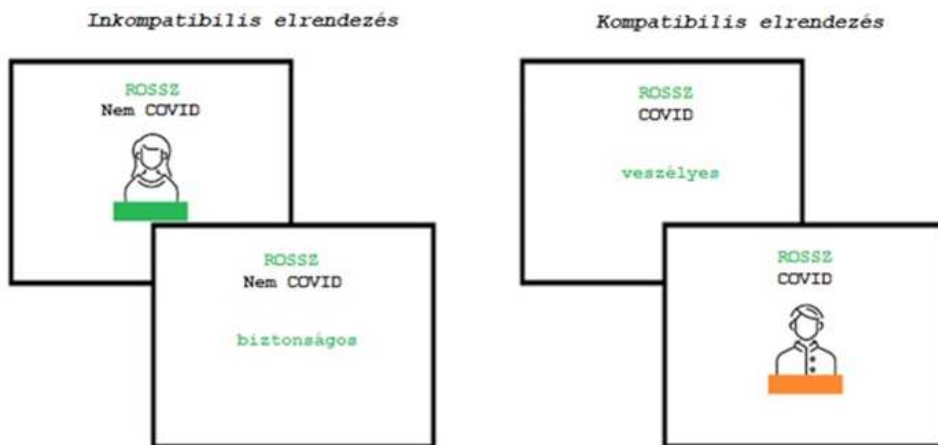 Inkompatibilis elrendezés
Kompatibilis elrendezés
ROSSZ
Nem COVID
ROSSZ
Nem COVID
biztonságos
ROSSZ
COVID
veszélyes
ROSSZ
COVID